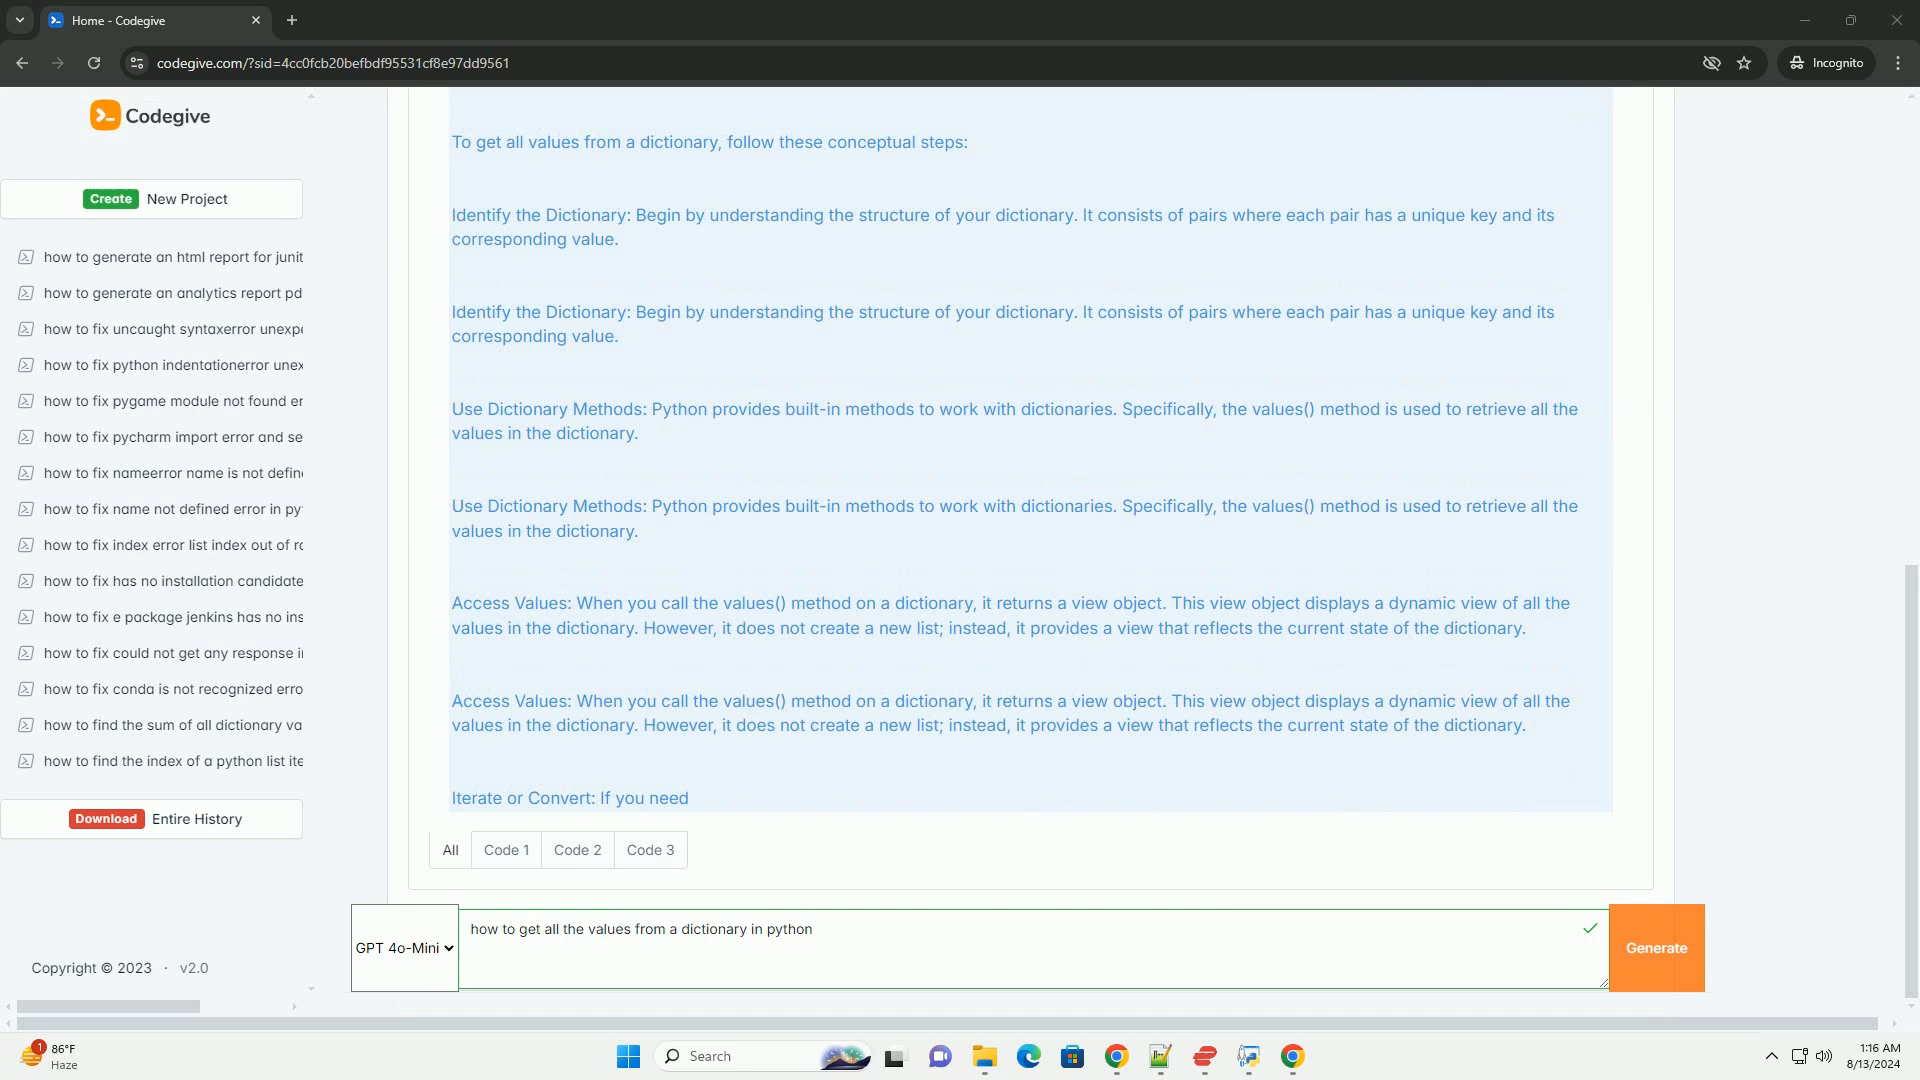 Home - Codegive
codegive.com/?sid=4cc0fcb20befbdf95531cf8e97dd9561
Incognito
Codegive
Create New Project
how to generate an html report for junit
how to generate an analytics report pd
how to fix uncaught syntaxerror unexpe
how to fix python indentationerror unex
how to fix pygame module not found er
how to fix pycharm import error and se
how to fix nameerror name is not defin
how to fix name not defined error in py
how to fix index error list index out of ra
how to fix has no installation candidate
how to fix e package jenkins has no ins
how to fix could not get any response i
how to fix conda is not recognized erro
how to find the sum of all dictionary va
how to find the index of a python list ite
Download Entire History
Copyright © 2023 · v2.0
To get all values from a dictionary, follow these conceptual steps:
Identify the Dictionary: Begin by understanding the structure of your dictionary. It consists of pairs where each pair has a unique key and its
corresponding value.
Identify the Dictionary: Begin by understanding the structure of your dictionary. It consists of pairs where each pair has a unique key and its
corresponding value.
Use Dictionary Methods: Python provides built-in methods to work with dictionaries. Specifically, the values() method is used to retrieve all the
values in the dictionary.
Use Dictionary Methods: Python provides built-in methods to work with dictionaries. Specifically, the values() method is used to retrieve all the
values in the dictionary.
Access Values: When you call the values() method on a dictionary, it returns a view object. This view object displays a dynamic view of all the
values in the dictionary. However, it does not create a new list; instead, it provides a view that reflects the current state of the dictionary.
Access Values: When you call the values() method on a dictionary, it returns a view object. This view object displays a dynamic view of all the
values in the dictionary. However, it does not create a new list; instead, it provides a view that reflects the current state of the dictionary.
Iterate or Convert: If you need
All Code 1 Code 2 Code 3
GPT 4o-Mini
how to get all the values from a dictionary in python
Generate
1
86°F
Haze
Search
1:16 AM
8/13/2024